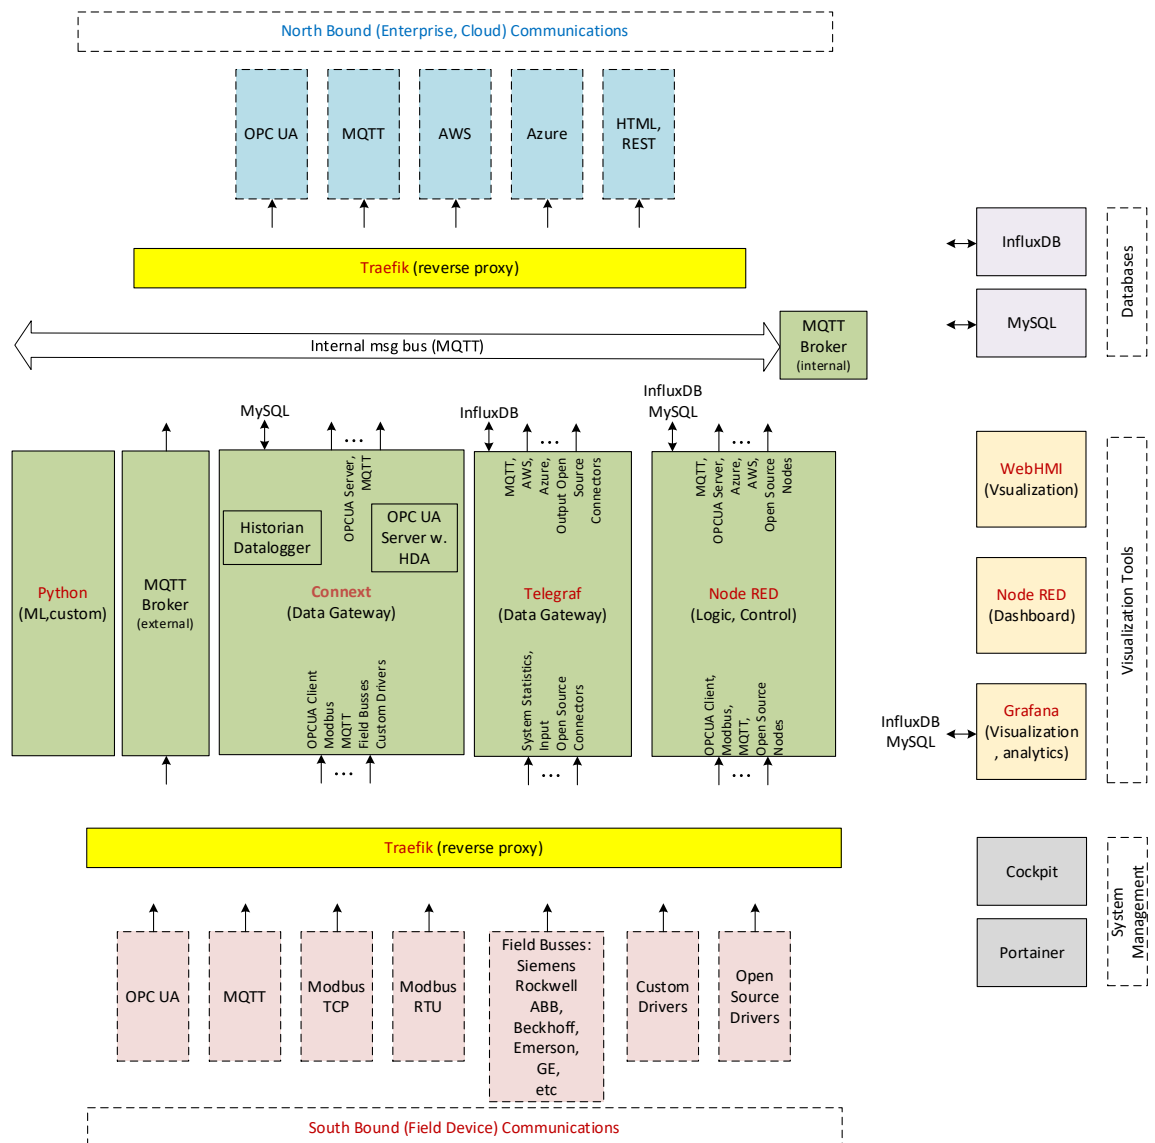 North Bound (Enterprise, Cloud) Communications
OPC UA
MQTT
AWS
Azure
HTML,
REST
Traefik (reverse proxy)
InfluxDB
MySQL
Databases
Internal msg bus (MQTT)
MQTT
Broker
(internal)
MySQL
InfluxDB
InfluxDB
MySQL
Python
(ML,custom)
MQTT
Broker
(external)
...
OPCUA Server,
MQTT
Historian
Datalogger
OPC UA
Server w.
HDA
Connext
(Data Gateway)
OPCUA Client
Modbus
MQTT
Field Busses
Custom Drivers
...
...
MQTT,
AWS,
Azure,
Output Open
Source
Connectors
Telegraf
(Data Gateway)
System Statistics,
Input
Open Source
Connectors
...
...
MQTT,
OPCUA Server,
Azure,
AWS,
Open Source
Nodes
Node RED
(Logic, Control)
OPCUA Client,
Modbus,
MQTT,
Open Source
Nodes
...
WebHMI
(Vsualization)
Node RED
(Dashboard)
InfluxDB
MySQL
Grafana
(Visualization
, analytics)
Visualization Tools
Traefik (reverse proxy)
Cockpit
Portainer
System
Management
OPC UA
MQTT
Modbus
TCP
Modbus
RTU
Field Busses:
Siemens
Rockwell
ABB,
Beckhoff,
Emerson,
GE,
etc
Custom
Drivers
Open
Source
Drivers
South Bound (Field Device) Communications